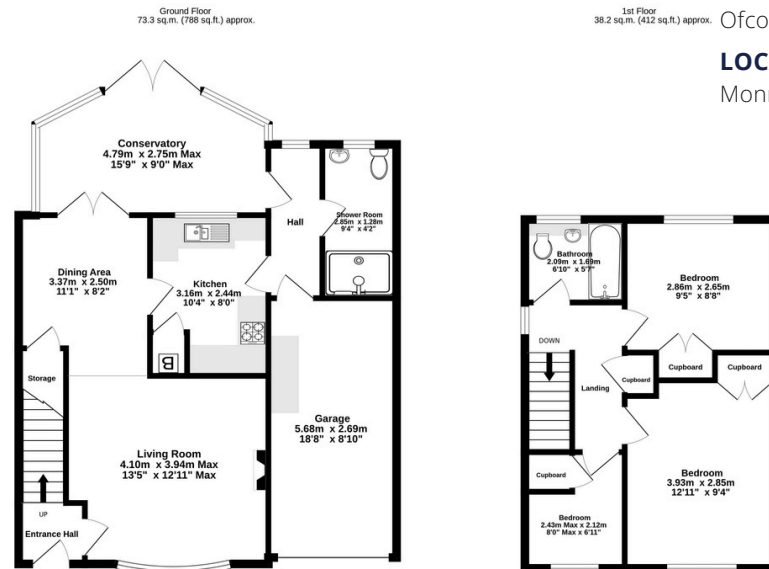 Ground Floor
73.3 sq.m. (788 sq.ft.) approx.
1st Floor
38.2 sq.m. (412 sq.ft.) approx.
Conservatory
4.79m x 2.75m Max
15'9" x 9'0" Max
Hall
Shower Room
2.85m x 1.28m
9'4" x 4'2"
Dining Area
3.37m x 2.50m
11'1" x 8'2"
Kitchen
3.16m x 2.44m
10'4" x 8'0"
B
Storage
Garage
5.68m x 2.69m
18'8" x 8'10"
Living Room
4.10m x 3.94m Max
13'5" x 12'11" Max
UP
Entrance Hall
Bathroom
2.09m x 1.69m
6'10" x 5'7"
Bedroom
2.86m x 2.65m
9'5" x 8'8"
DOWN
Landing
Cupboard
Cupboard
Cupboard
Cupboard
Bedroom
3.93m x 2.85m
12'11" x 9'4"
Bedroom
2.43m Max x 2.12m
8'0" Max x 6'11"
Ofco
LOC